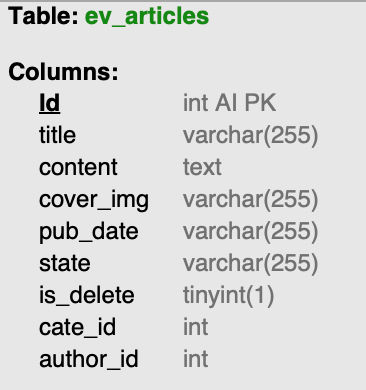 Table: ev_articles
Columns:
Id int AI PK
title varchar(255)
content text
cover_img varchar(255)
pub_date varchar(255)
state varchar(255)
is_delete tinyint(1)
cate_id int
author_id int